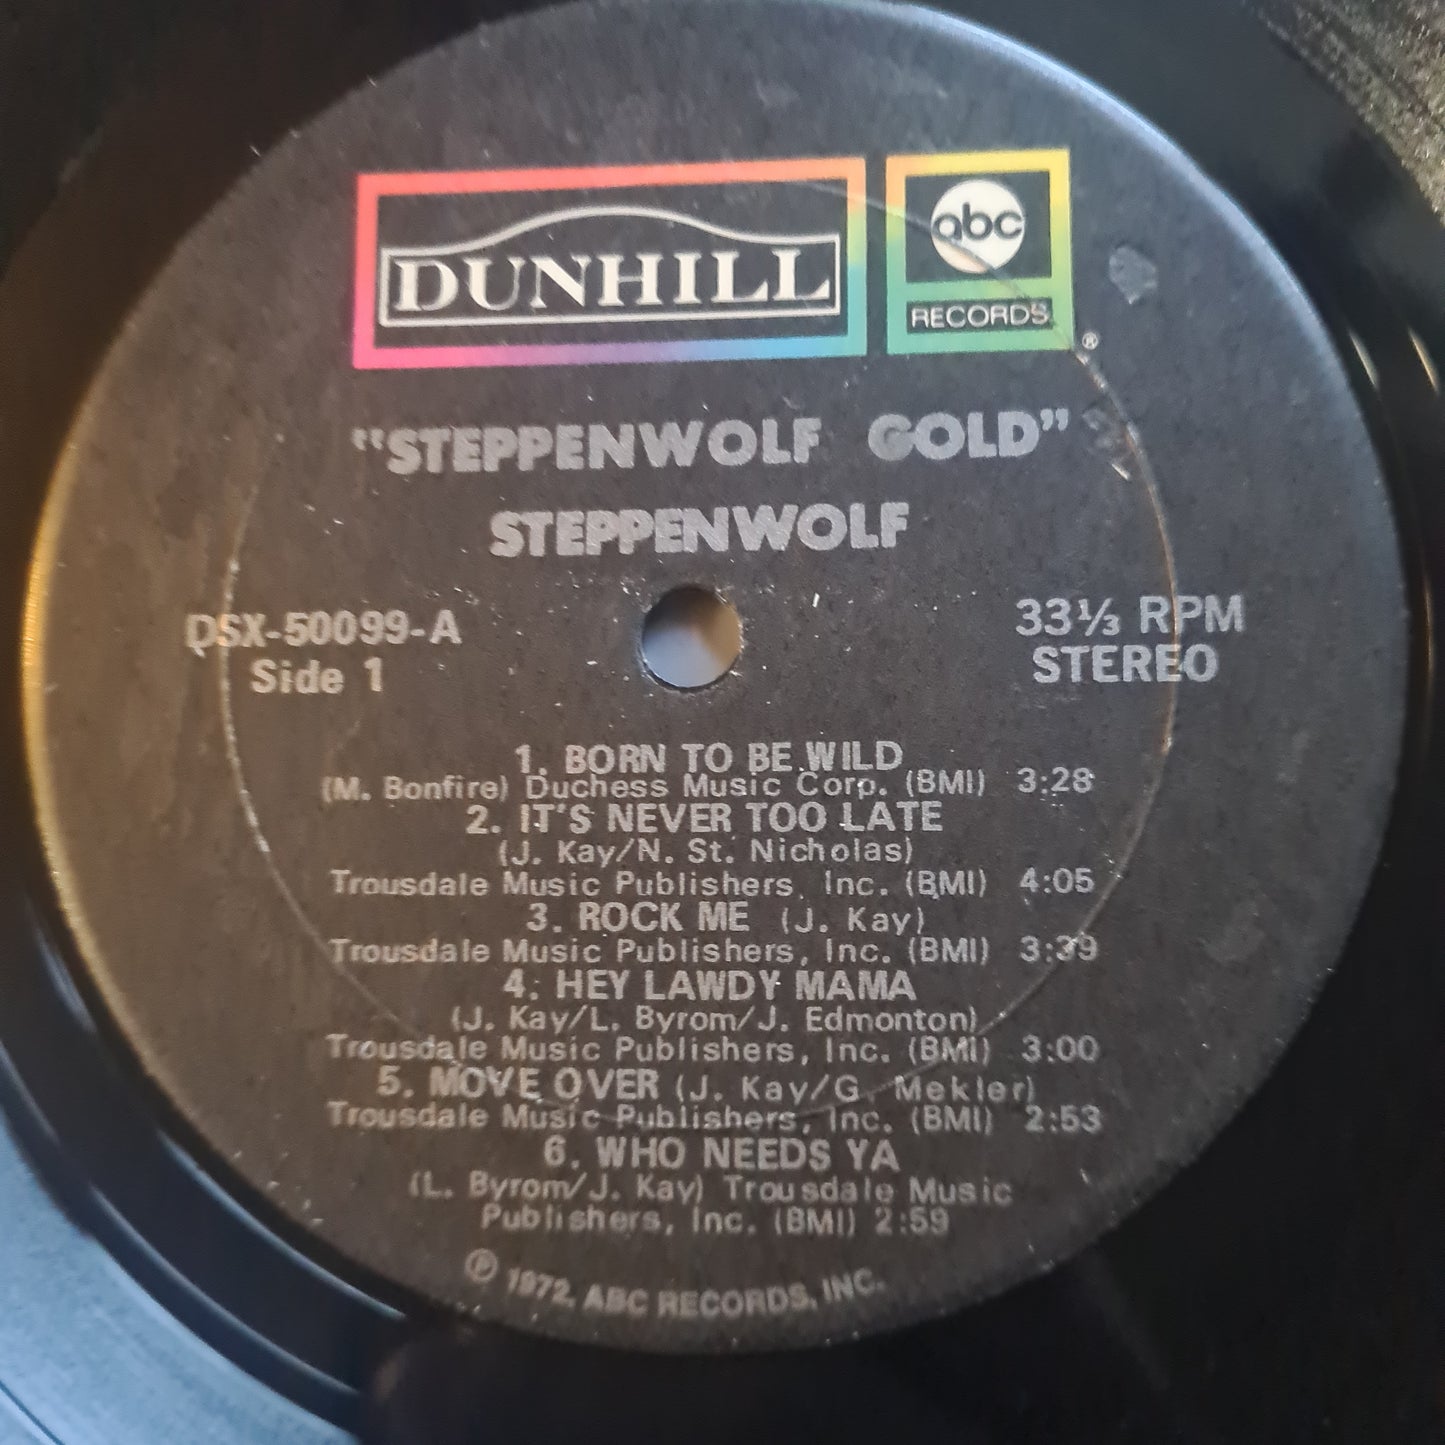 DUNHILL
abc
RECORDS
®
"STEPPENWOLF GOLD"
STEPPENWOLF
DSX-50099-A
Side 1
33⅓ RPM
STEREO
1. BORN TO BE WILD
(M. Bonfire) Duchess Music Corp. (BMI) 3:28
2. IT'S NEVER TOO LATE
(J. Kay/N. St. Nicholas)
Trousdale Music Publishers, Inc. (BMI) 4:05
3. ROCK ME (J. Kay)
Trousdale Music Publishers, Inc. (BMI) 3:39
4. HEY LAWDY MAMA
(J. Kay/L. Byrom/J. Edmonton)
Trousdale Music Publishers, Inc. (BMI) 3:00
5. MOVE OVER (J. Kay/G. Mekler)
Trousdale Music Publishers, Inc. (BMI) 2:53
6. WHO NEEDS YA
(L. Byrom/J. Kay) Trousdale Music
Publishers, Inc. (BMI) 2:59
Ⓟ 1972, ABC RECORDS, INC.